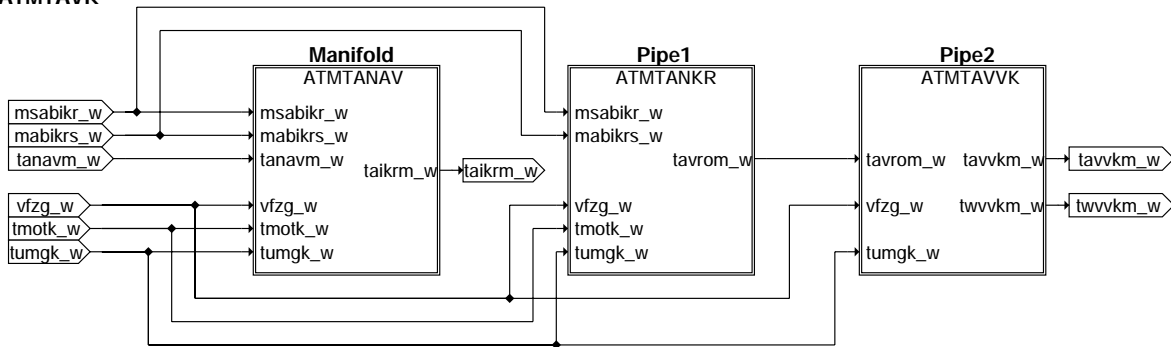 ATMTAVK
Manifold
ATMTANAV
msabikr_w
mabikrs_w
tanavm_w
vfzg_w
tmotk_w
tumgk_w
msabikr_w
mabikrs_w
tanavm_w
taikrm_w
vfzg_w
tmotk_w
tumgk_w
taikrm_w
Pipe1
ATMTANKR
msabikr_w
mabikrs_w
tavrom_w
vfzg_w
tmotk_w
tumgk_w
Pipe2
ATMTAVVK
tavrom_w
tavvkm_w
vfzg_w
twvvkm_w
tumgk_w
tavvkm_w
twvvkm_w